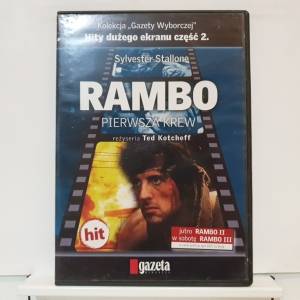 Kolekcja „Gazety Wyborczej”
Hity dużego ekranu część 2.
Sylvester Stallone
RAMBO
PIERWSZA KREW
reżyseria Ted Kotcheff
hit
jutro RAMBO II
w sobotę RAMBO III
gazeta